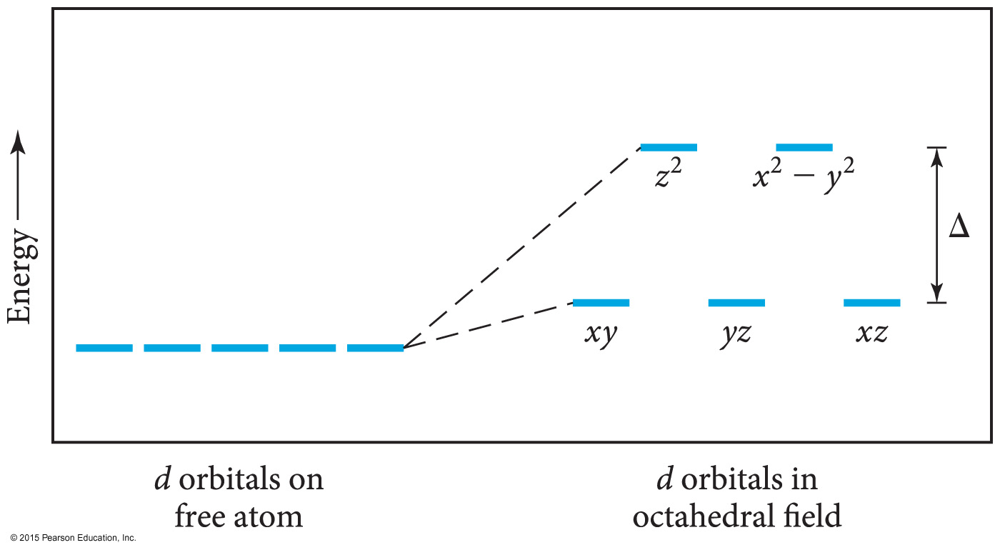 Energy
z²
x² − y²
Δ
xy
yz
xz
d orbitals on
free atom
d orbitals in
octahedral field
© 2015 Pearson Education, Inc.